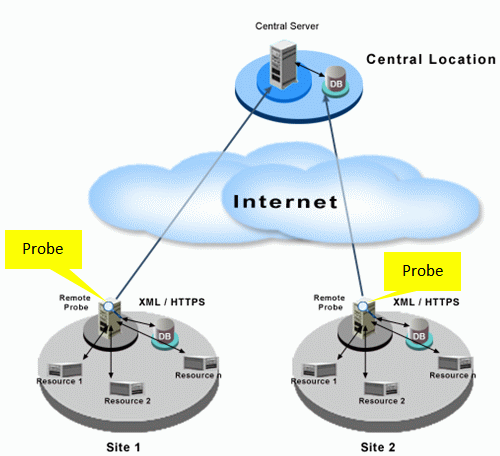 Central Server
DB
Central Location
Internet
Probe
Remote
Probe
XML / HTTPS
DB
Resource 1
Resource 2
Resource n
Site 1
Probe
Remote
Probe
XML / HTTPS
DB
Resource 1
Resource 2
Resource n
Site 2